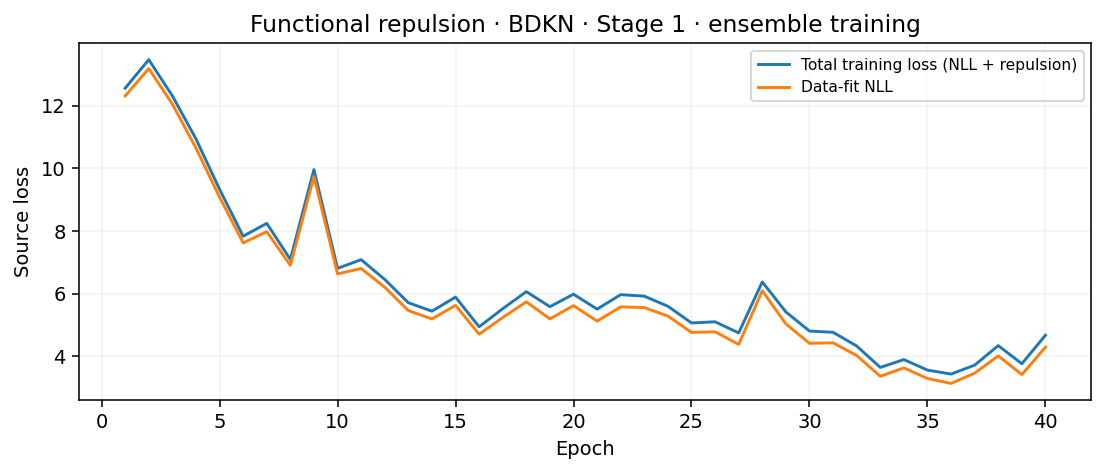 Functional repulsion · BDKN · Stage 1 · ensemble training
Total training loss (NLL + repulsion)
Data-fit NLL
Source loss
12
10
8
6
4
0 5 10 15 20 25 30 35 40
Epoch